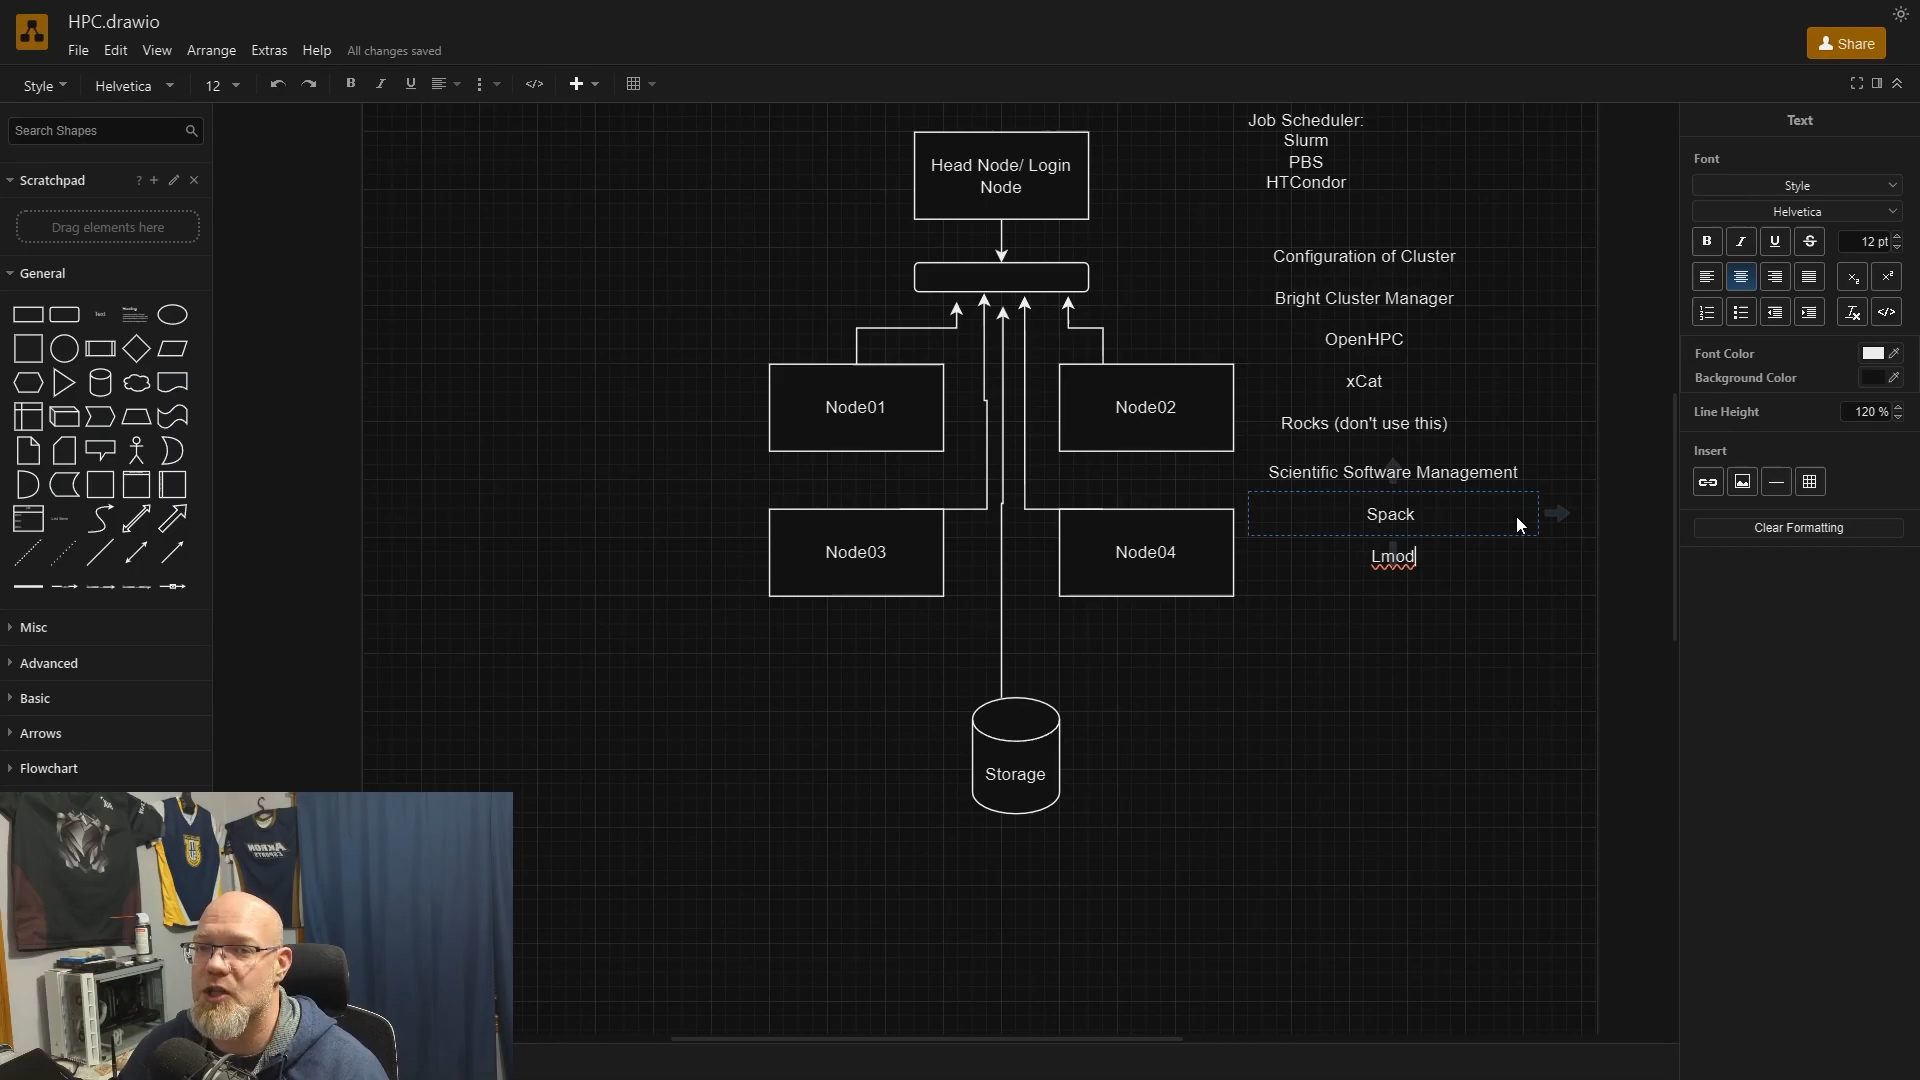 HPC.drawio
File Edit View Arrange Extras Help All changes saved
Share
Style Helvetica 12
Search Shapes
Scratchpad ?
Drag elements here
General
Text
Misc
Advanced
Basic
Arrows
Flowchart
Head Node/ Login
Node
Node01
Node02
Node03
Node04
Storage
Job Scheduler:
Slurm
PBS
HTCondor
Configuration of Cluster
Bright Cluster Manager
OpenHPC
xCat
Rocks (don't use this)
Scientific Software Management
Spack
Lmod
Text
Font
Style
Helvetica
B I U S 12 pt
Font Color
Background Color
Line Height 120 %
Insert
Clear Formatting